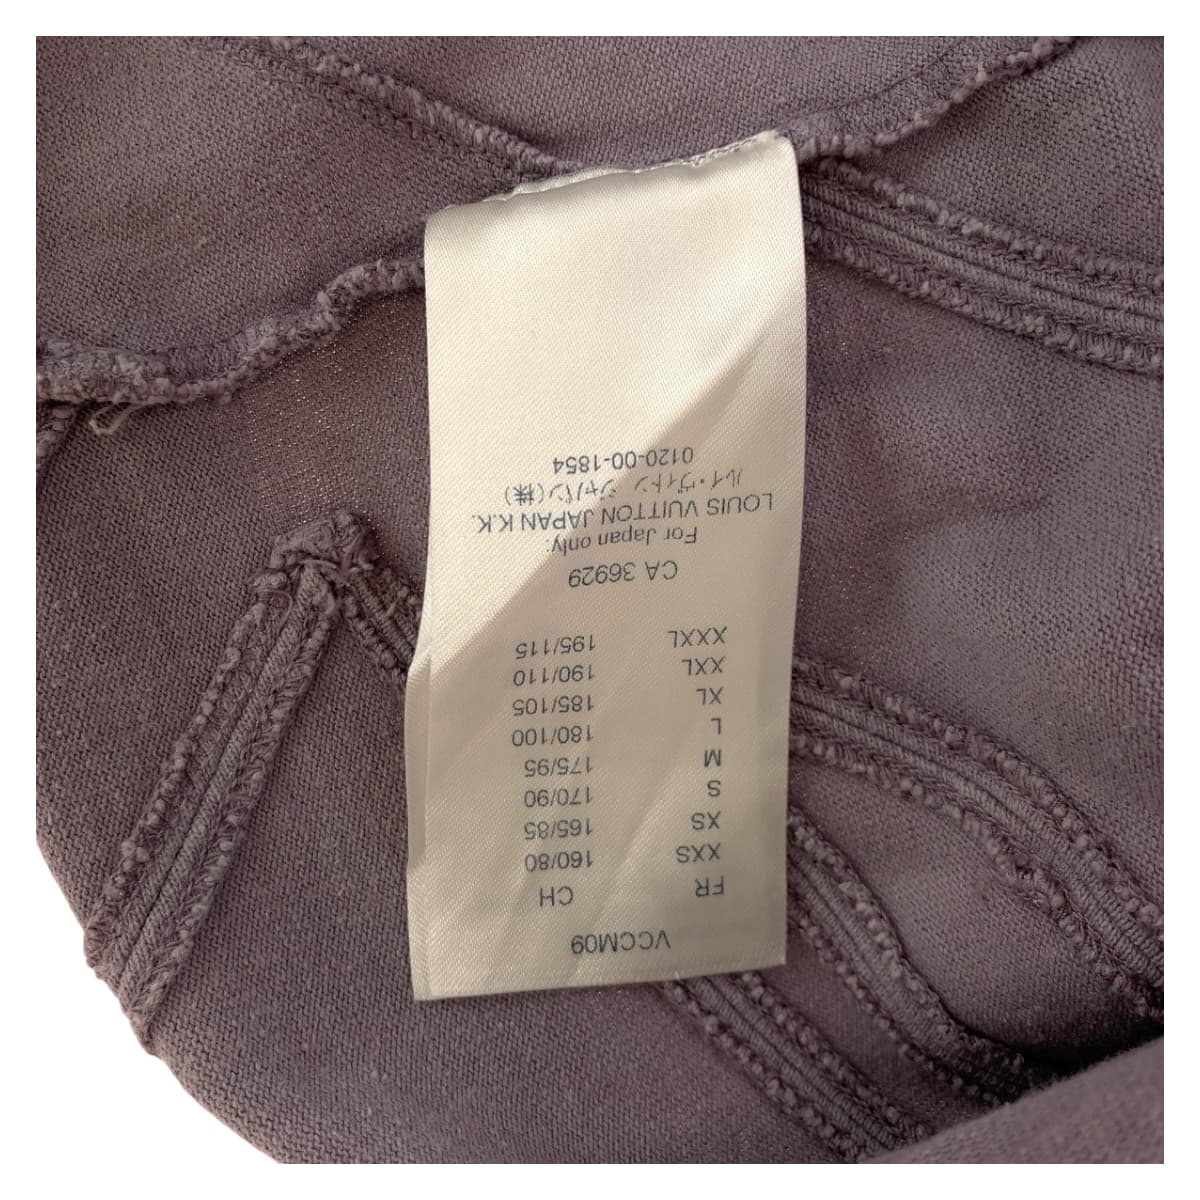 VCCM09
FR CH
XXS 160/80
XS 165/85
S 170/90
M 175/95
L 180/100
XL 185/105
XXL 190/110
XXXL 195/115
CA 36929
For Japan only:
LOUIS VUITTON JAPAN K.K.
ルイ・ヴィトン ジャパン(株)
0120-00-1854